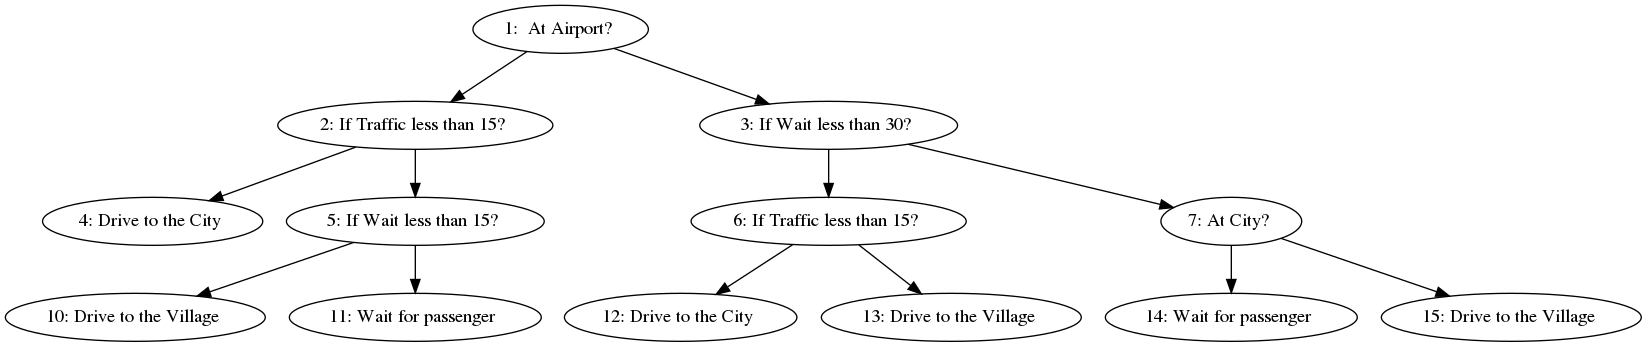 1:  At Airport?
2: If Traffic less than 15?
3: If Wait less than 30?
4: Drive to the City
5: If Wait less than 15?
6: If Traffic less than 15?
7: At City?
10: Drive to the Village
11: Wait for passenger
12: Drive to the City
13: Drive to the Village
14: Wait for passenger
15: Drive to the Village